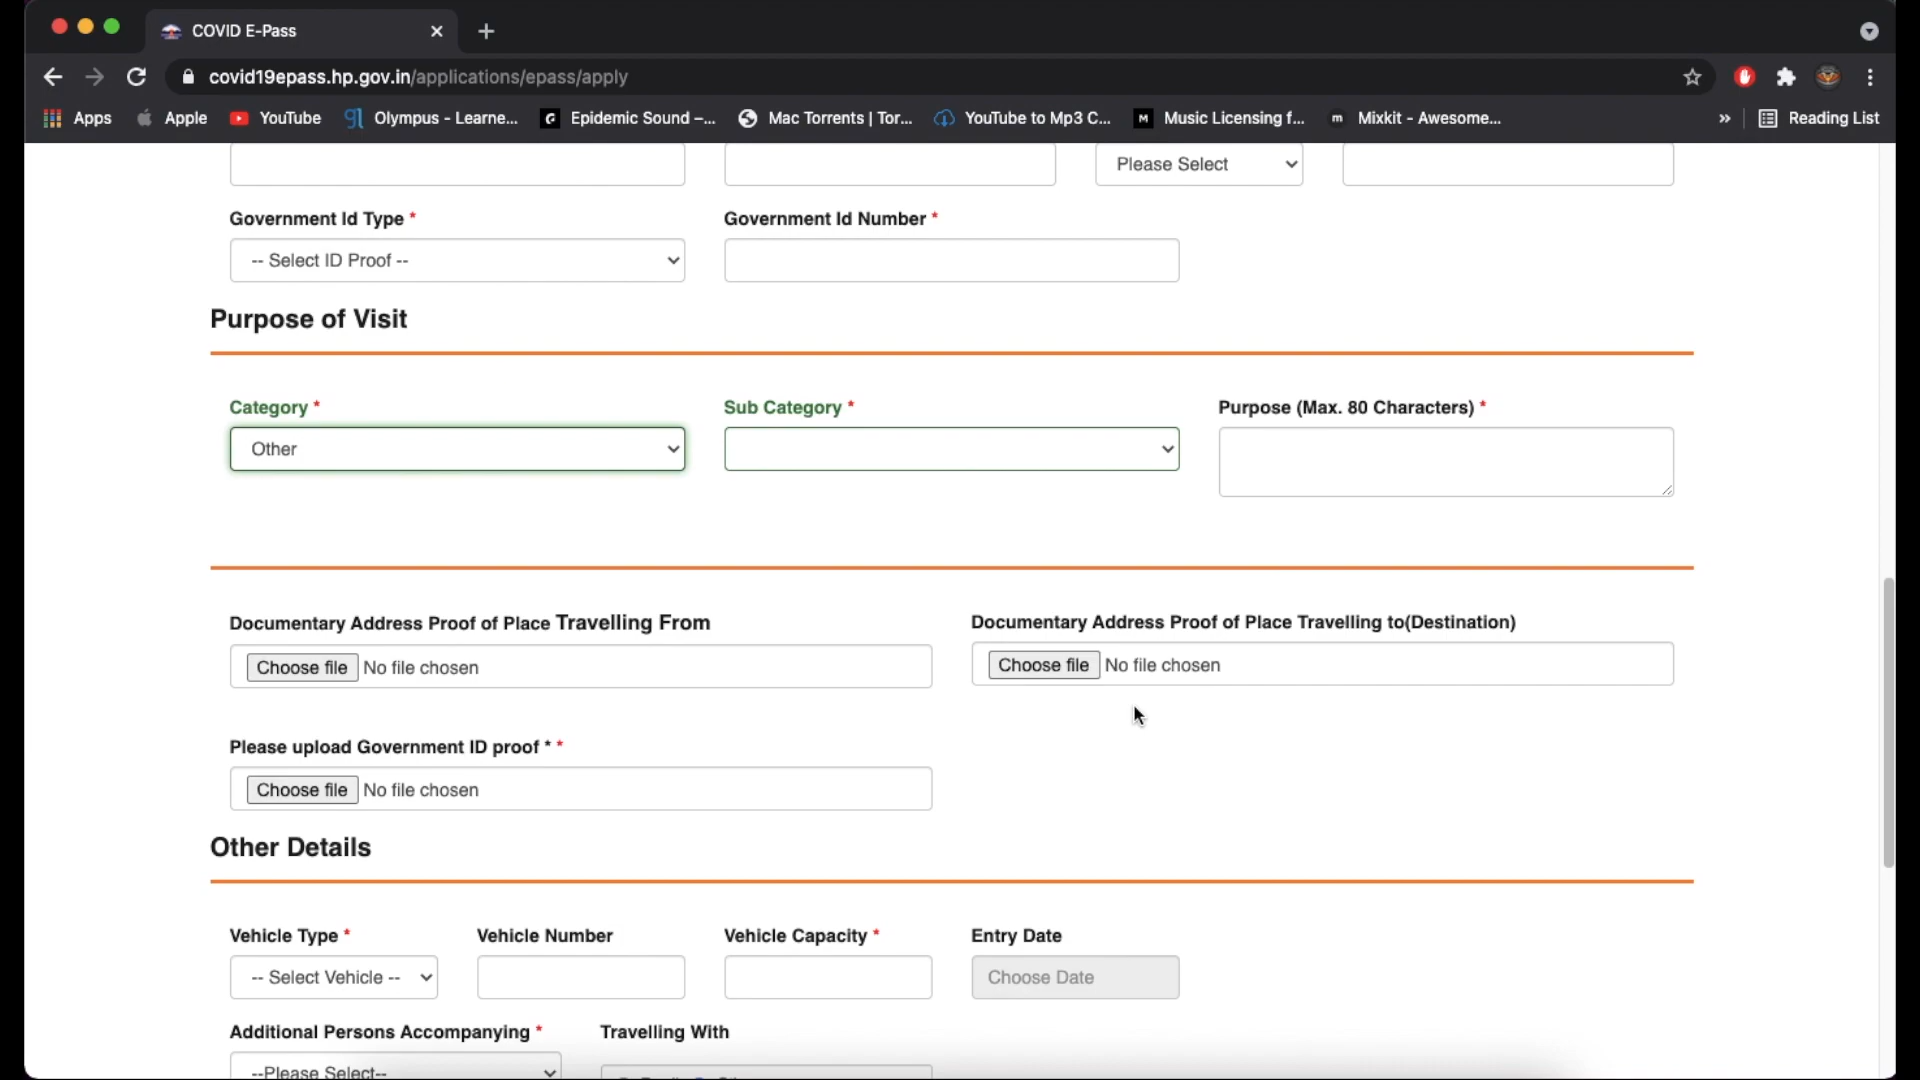 COVID E-Pass
covid19epass.hp.gov.in/applications/epass/apply
Apps Apple YouTube Olympus - Learne... Epidemic Sound –... Mac Torrents | Tor... YouTube to Mp3 C... Music Licensing f... Mixkit - Awesome... » Reading List
Please Select
Government Id Type * Government Id Number *
-- Select ID Proof --
Purpose of Visit
Category * Sub Category * Purpose (Max. 80 Characters) *
Other
Documentary Address Proof of Place Travelling From Documentary Address Proof of Place Travelling to(Destination)
Choose file No file chosen Choose file No file chosen
Please upload Government ID proof * *
Choose file No file chosen
Other Details
Vehicle Type * Vehicle Number Vehicle Capacity * Entry Date
-- Select Vehicle -- Choose Date
Additional Persons Accompanying * Travelling With
--Please Select--